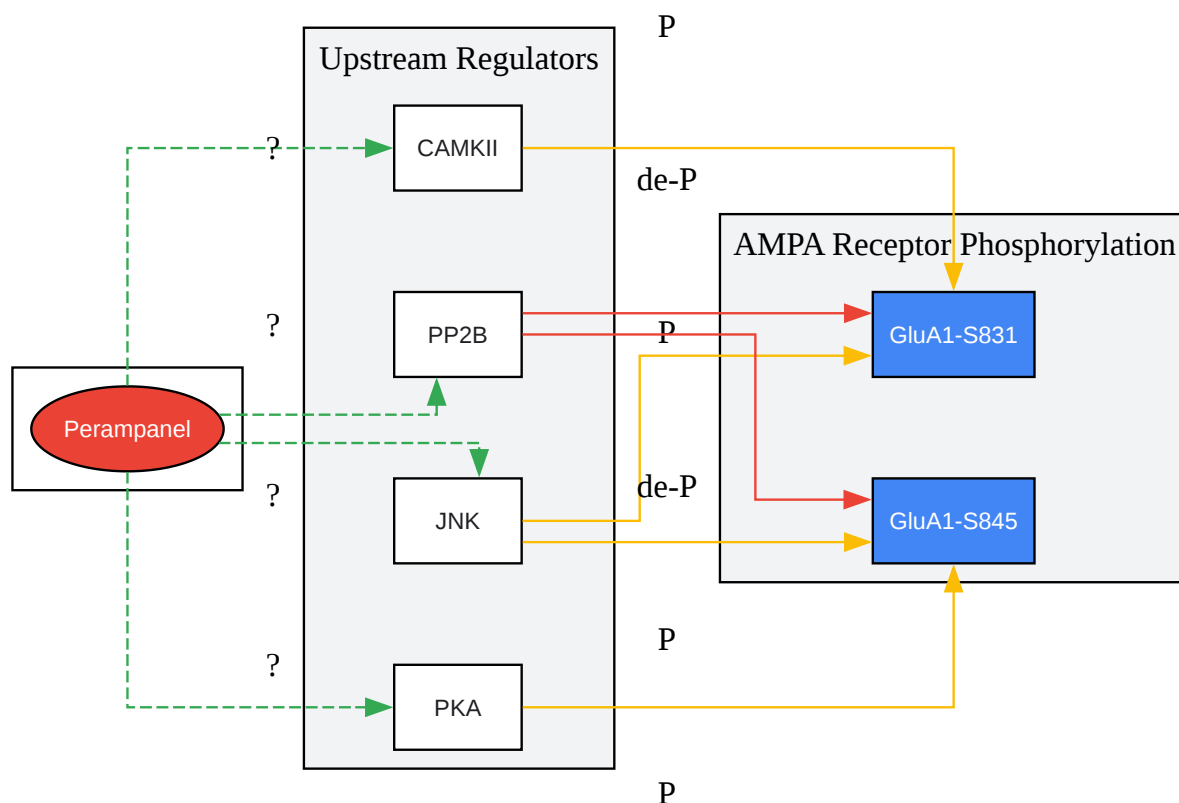 P
Upstream Regulators
?
CAMKII
de-P
AMPA Receptor Phosphorylation
?
PP2B
P
GluA1-S831
Perampanel
?
JNK
de-P
GluA1-S845
P
?
PKA
P